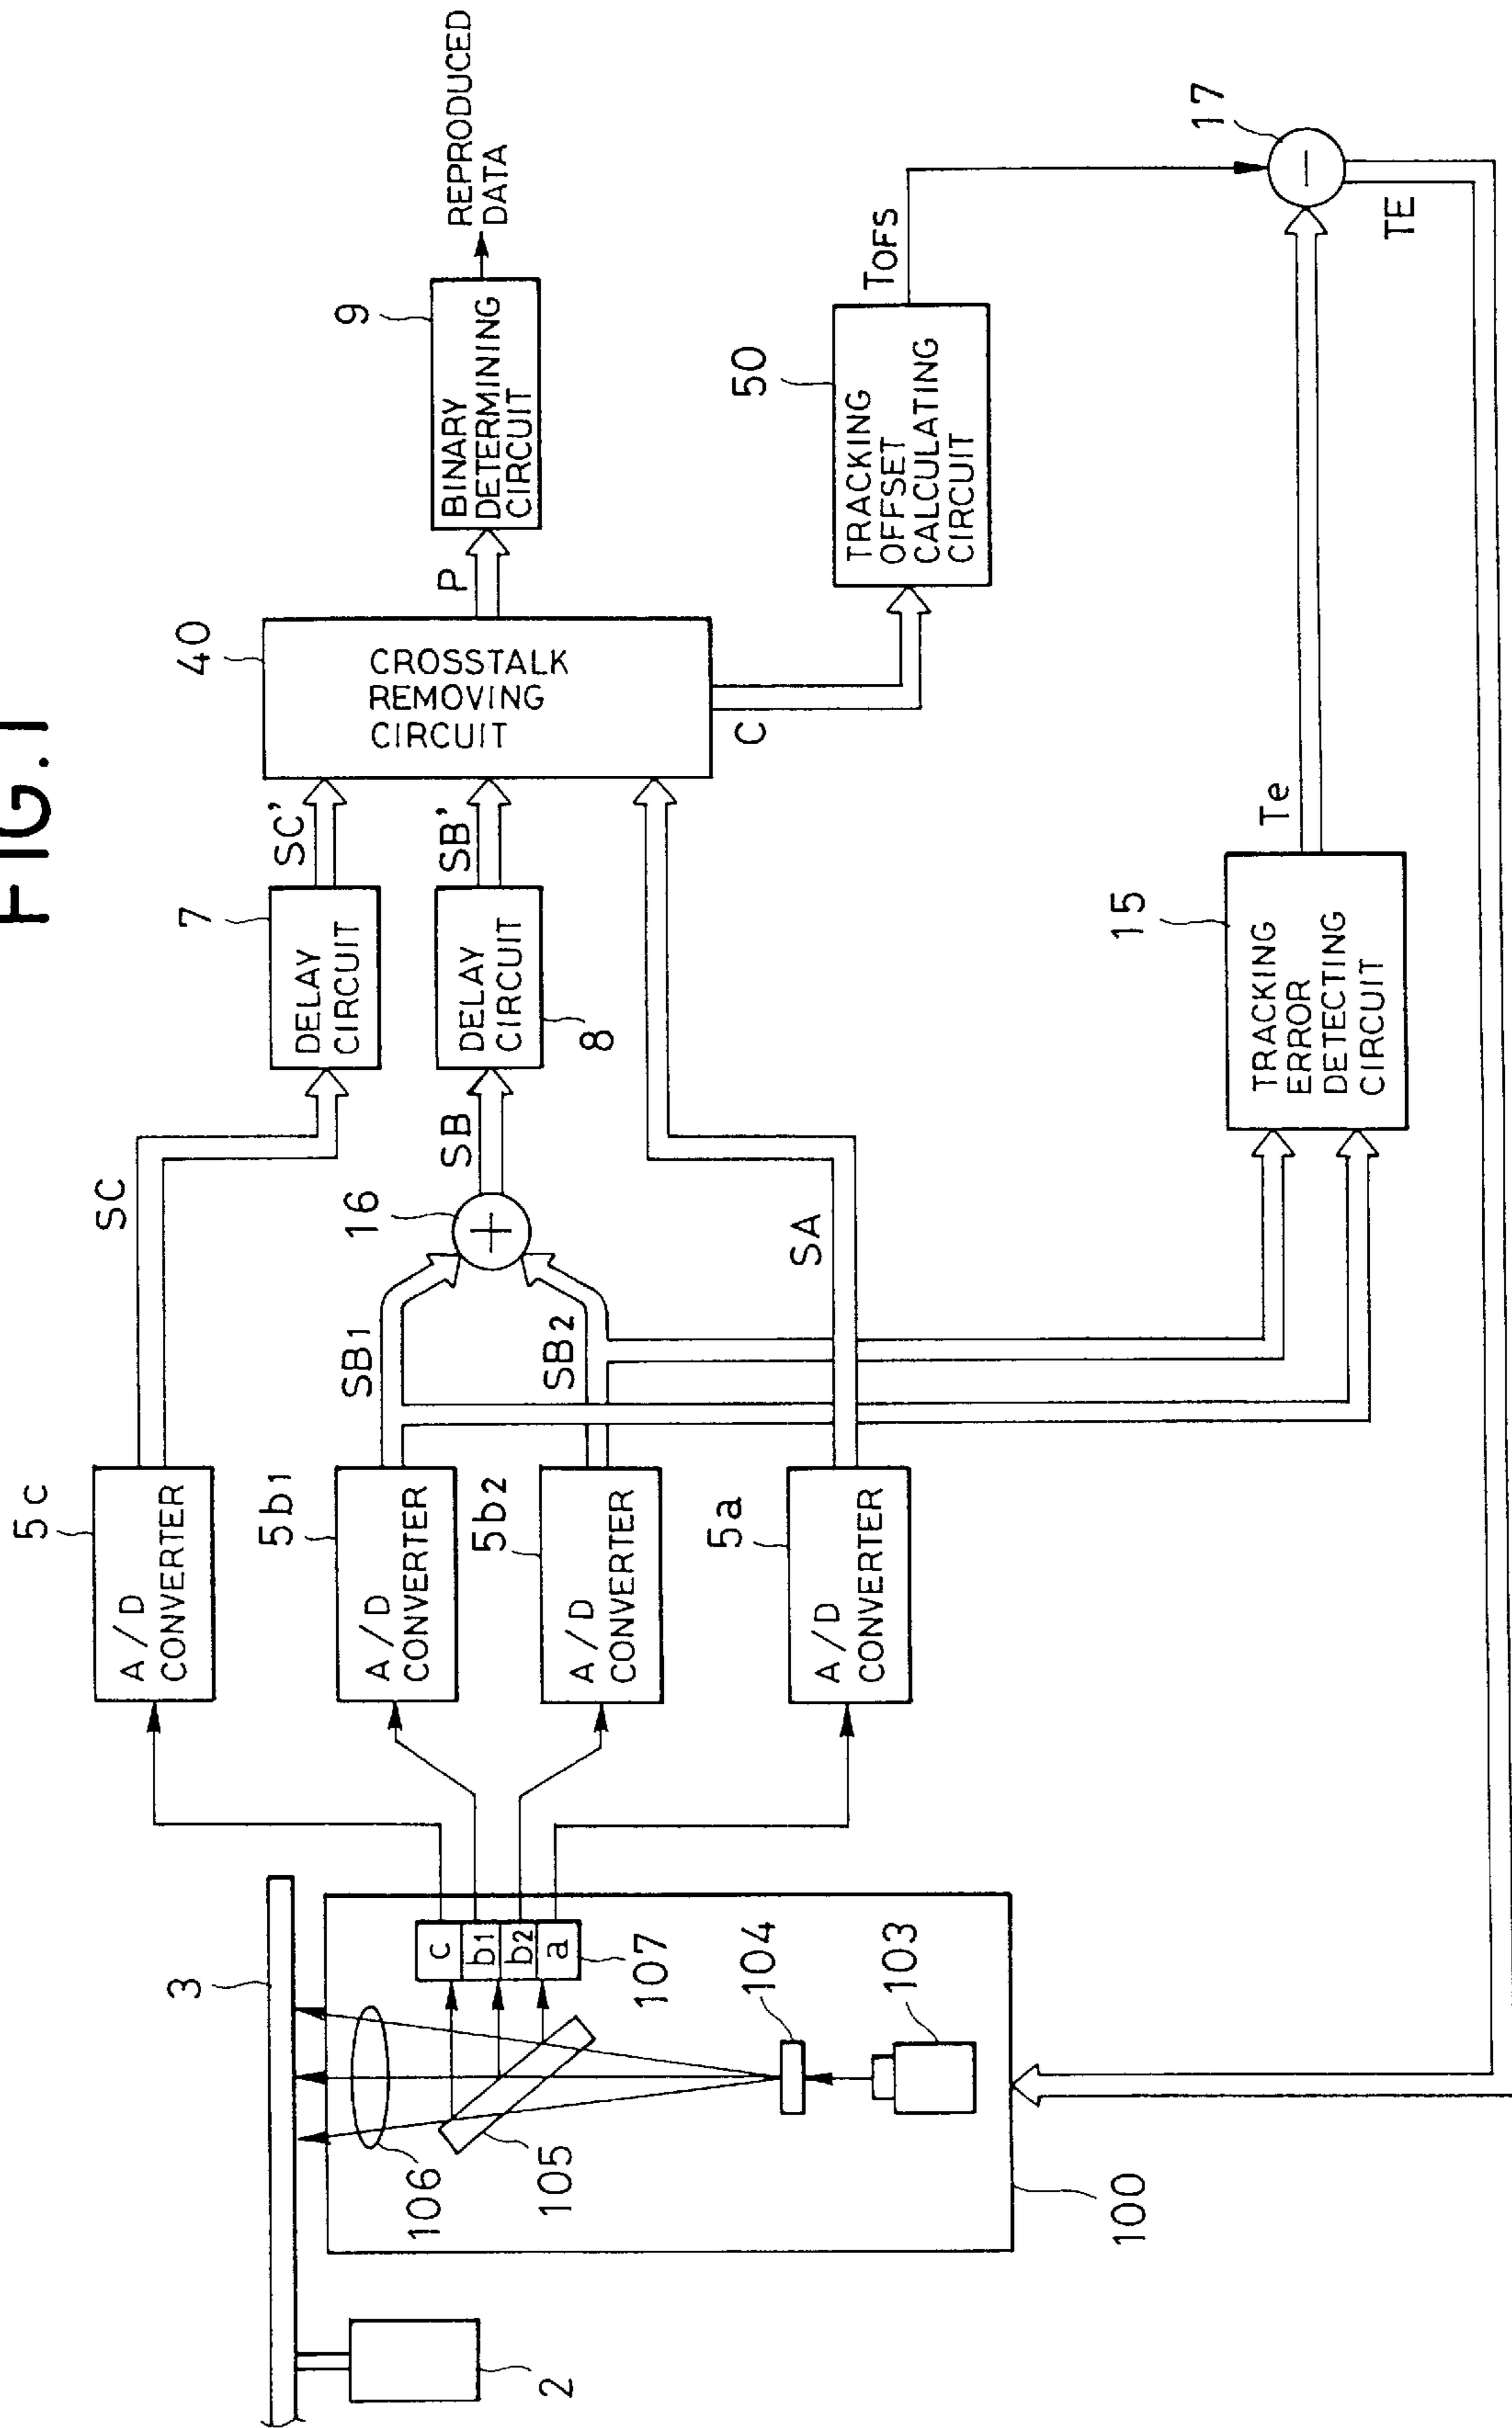 FIG.1
3
2
100
103
104
105
106
107
c
b1
b2
a
5c
A/D
CONVERTER
5b1
A/D
CONVERTER
5b2
A/D
CONVERTER
5a
A/D
CONVERTER
SC
SB1
SB2
SA
16
+
SB
7
DELAY
CIRCUIT
8
DELAY
CIRCUIT
SC'
SB'
40
CROSSTALK
REMOVING
CIRCUIT
P
C
9
BINARY
DETERMINING
CIRCUIT
REPRODUCED
DATA
50
TRACKING
OFFSET
CALCULATING
CIRCUIT
TOFS
15
TRACKING
ERROR
DETECTING
CIRCUIT
Te
17
−
TE